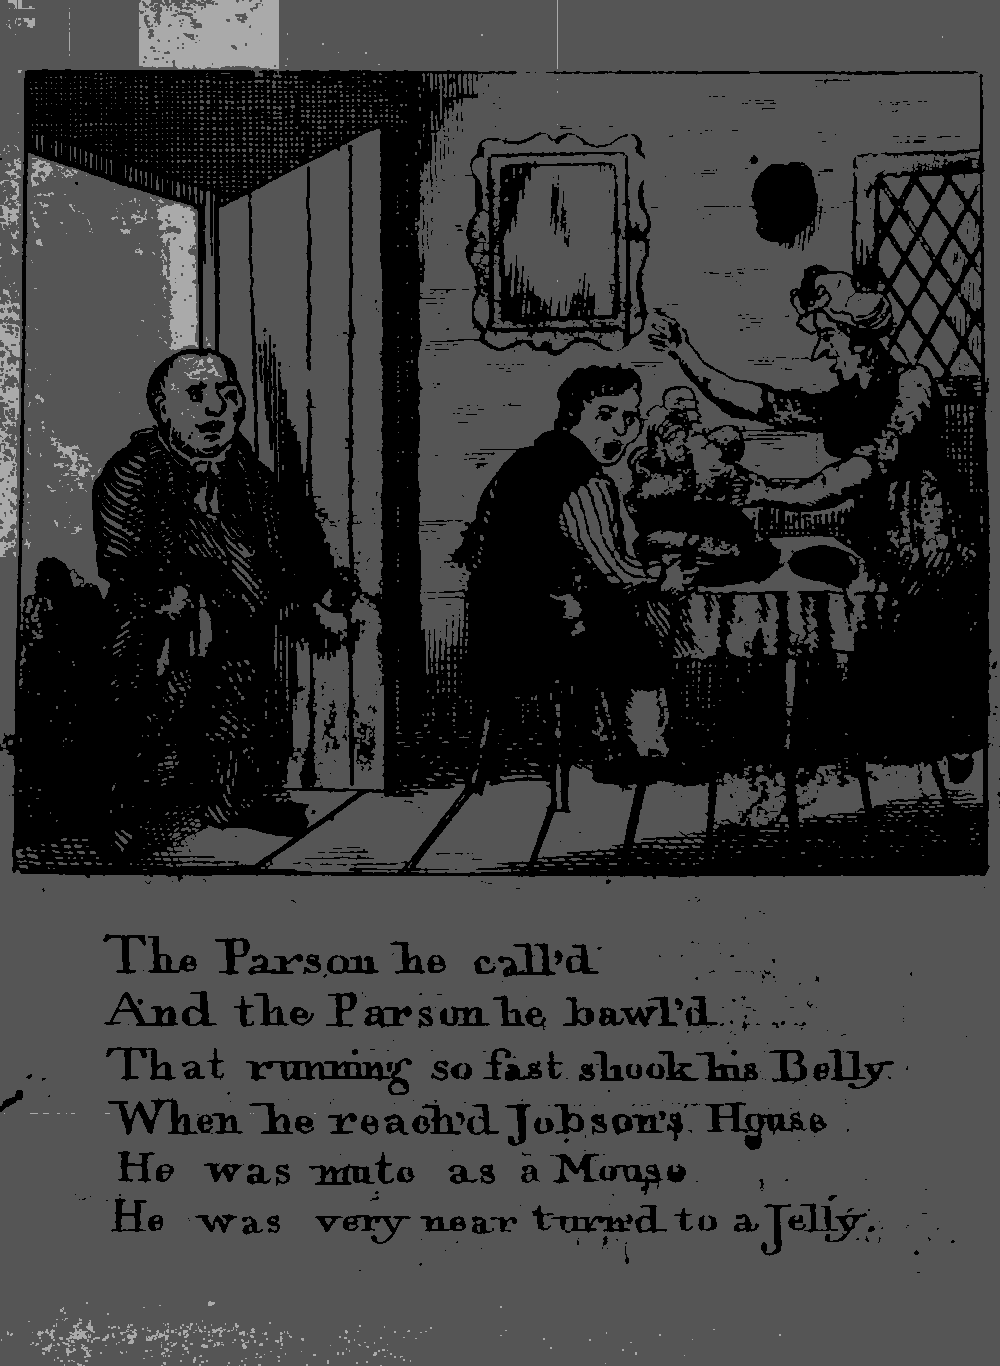 The Parson he call'd
And the Parson he bawl'd
That running so fast shook his Belly
When he reach'd Jobson's House
He was mute as a Mouse
He was very near turn'd to a Jelly.